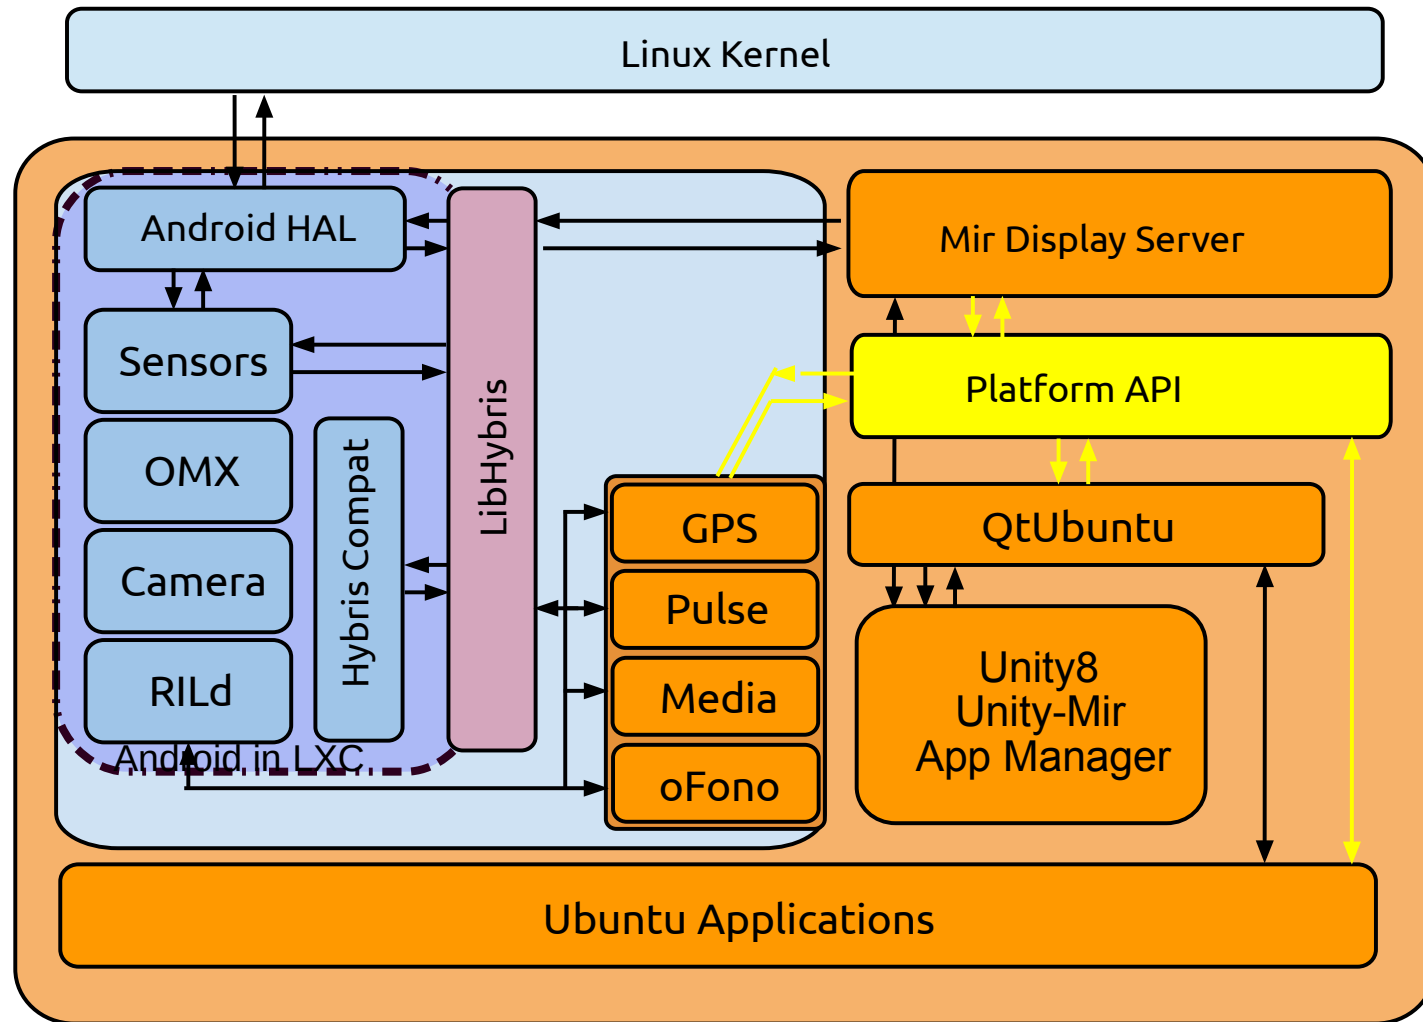 Linux Kernel
Android HAL
Mir Display Server
Sensors
Platform API
LibHybris
OMX
Hybris Compat
GPS
QtUbuntu
Camera
Pulse
RILd
Media
Unity8
Unity-Mir
App Manager
Android in LXC
oFono
Ubuntu Applications